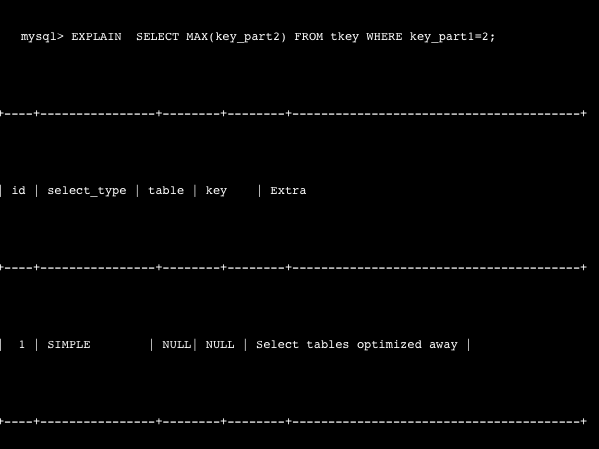 mysql> EXPLAIN  SELECT MAX(key_part2) FROM tkey WHERE key_part1=2;
+----+----------------+--------+--------+----------------------------------------+
| id | select_type | table | key    | Extra
+----+----------------+--------+--------+----------------------------------------+
|  1 | SIMPLE        | NULL| NULL | Select tables optimized away |
+----+----------------+--------+--------+----------------------------------------+